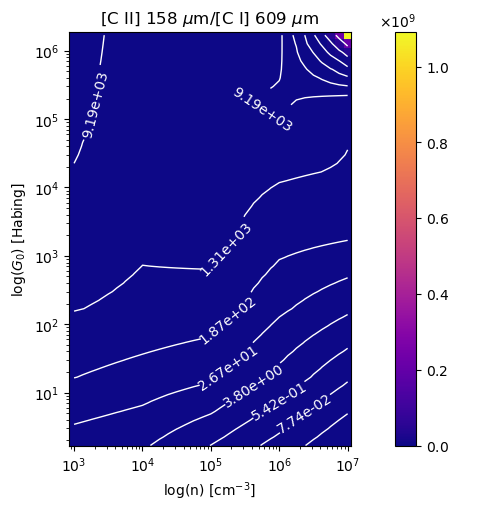 [C II] 158 μm/[C I] 609 μm
×10⁹
10⁶
10⁵
10⁴
10³
10²
10¹
log(G₀) [Habing]
9.19e+03
9.19e+03
1.31e+03
1.87e+02
2.67e+01
3.80e+00
5.42e-01
7.74e-02
10³ 10⁴ 10⁵ 10⁶ 10⁷
log(n) [cm⁻³]
1.0
0.8
0.6
0.4
0.2
0.0